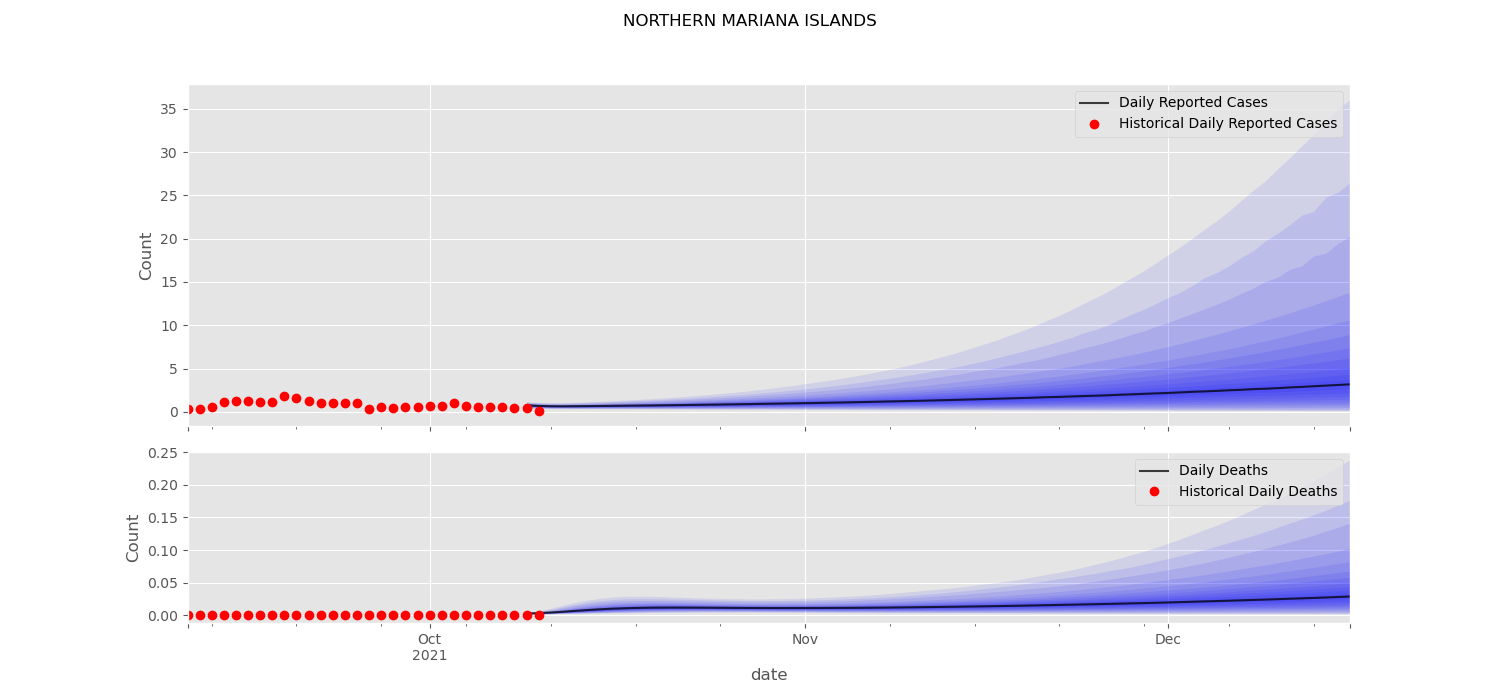 NORTHERN MARIANA ISLANDS
35
30
25
20
15
10
5
0
Count
Daily Reported Cases
Historical Daily Reported Cases
0.25
0.20
0.15
0.10
0.05
0.00
Count
Daily Deaths
Historical Daily Deaths
Oct
2021
Nov
Dec
date